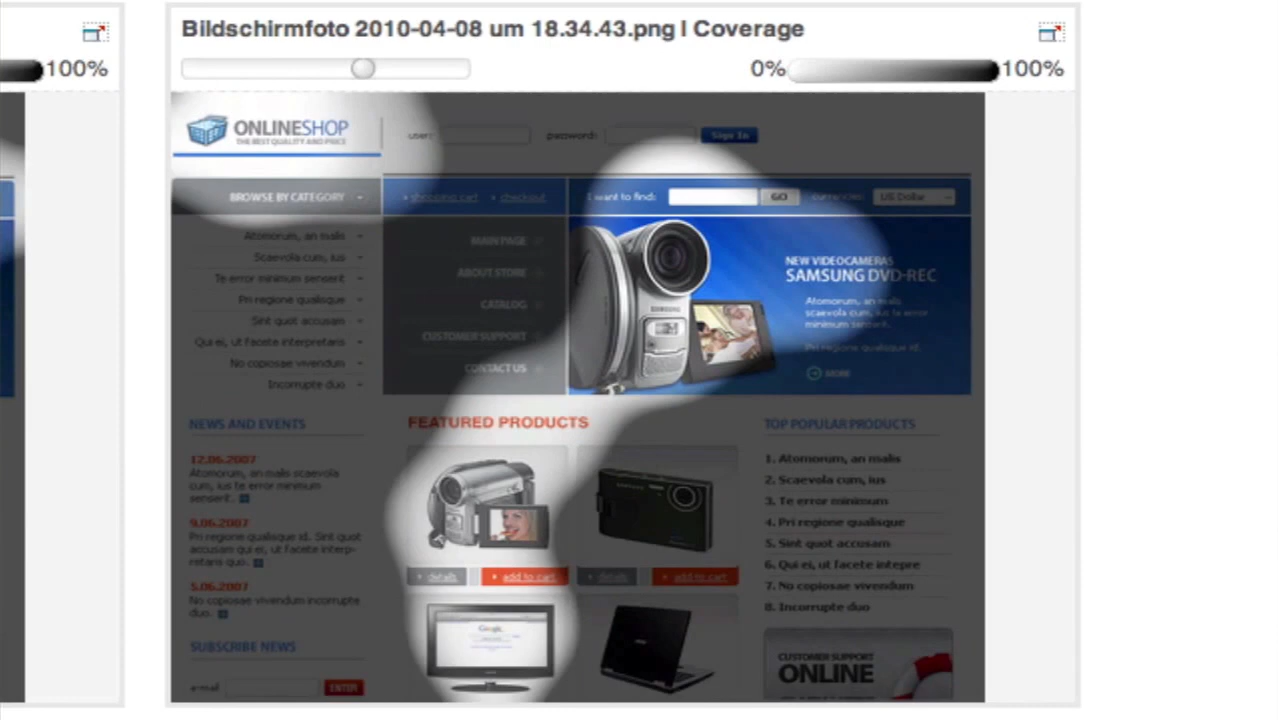 100%
Bildschirmfoto 2010-04-08 um 18.34.43.png | Coverage
0% 100%
ONLINESHOP
THE BEST QUALITY AND PRICE
user: password: Sign In
BROWSE BY CATEGORY shopping cart checkout I want to find: GO currencies: US Dollar
Atomorum, an malis
Scaevola cum, ius
Te error minimum senserit
Pri regione qualisque
Sint quot accusam
Qui ei, ut facete interpretaris
No copiosae vivendum
Incorrupte duo
MAIN PAGE
ABOUT STORE
CATALOG
CUSTOMER SUPPORT
CONTACT US
SAMSUNG
NEW VIDEOCAMERAS
SAMSUNG DVD-REC
Atomorum, an malis
scaevola cum, ius te error
minimum senserit.
Pri regione qualisque id.
MORE
NEWS AND EVENTS
12.06.2007
Atomorum, an malis scaevola
cum, ius te error minimum
senserit.
9.06.2007
Pri regione qualisque id. Sint quot
accusam qui ei, ut facete interp-
retaris quo.
5.06.2007
No copiosae vivendum incorrupte
duo.
SUBSCRIBE NEWS
e-mail ENTER
FEATURED PRODUCTS
details add to cart details add to cart
Google
TOP POPULAR PRODUCTS
1. Atomorum, an malis
2. Scaevola cum, ius
3. Te error minimum
4. Pri regione qualisque
5. Sint quot accusam
6. Qui ei, ut facete intepre
7. No copiosae vivendum
8. Incorrupte duo
CUSTOMER SUPPORT
ONLINE